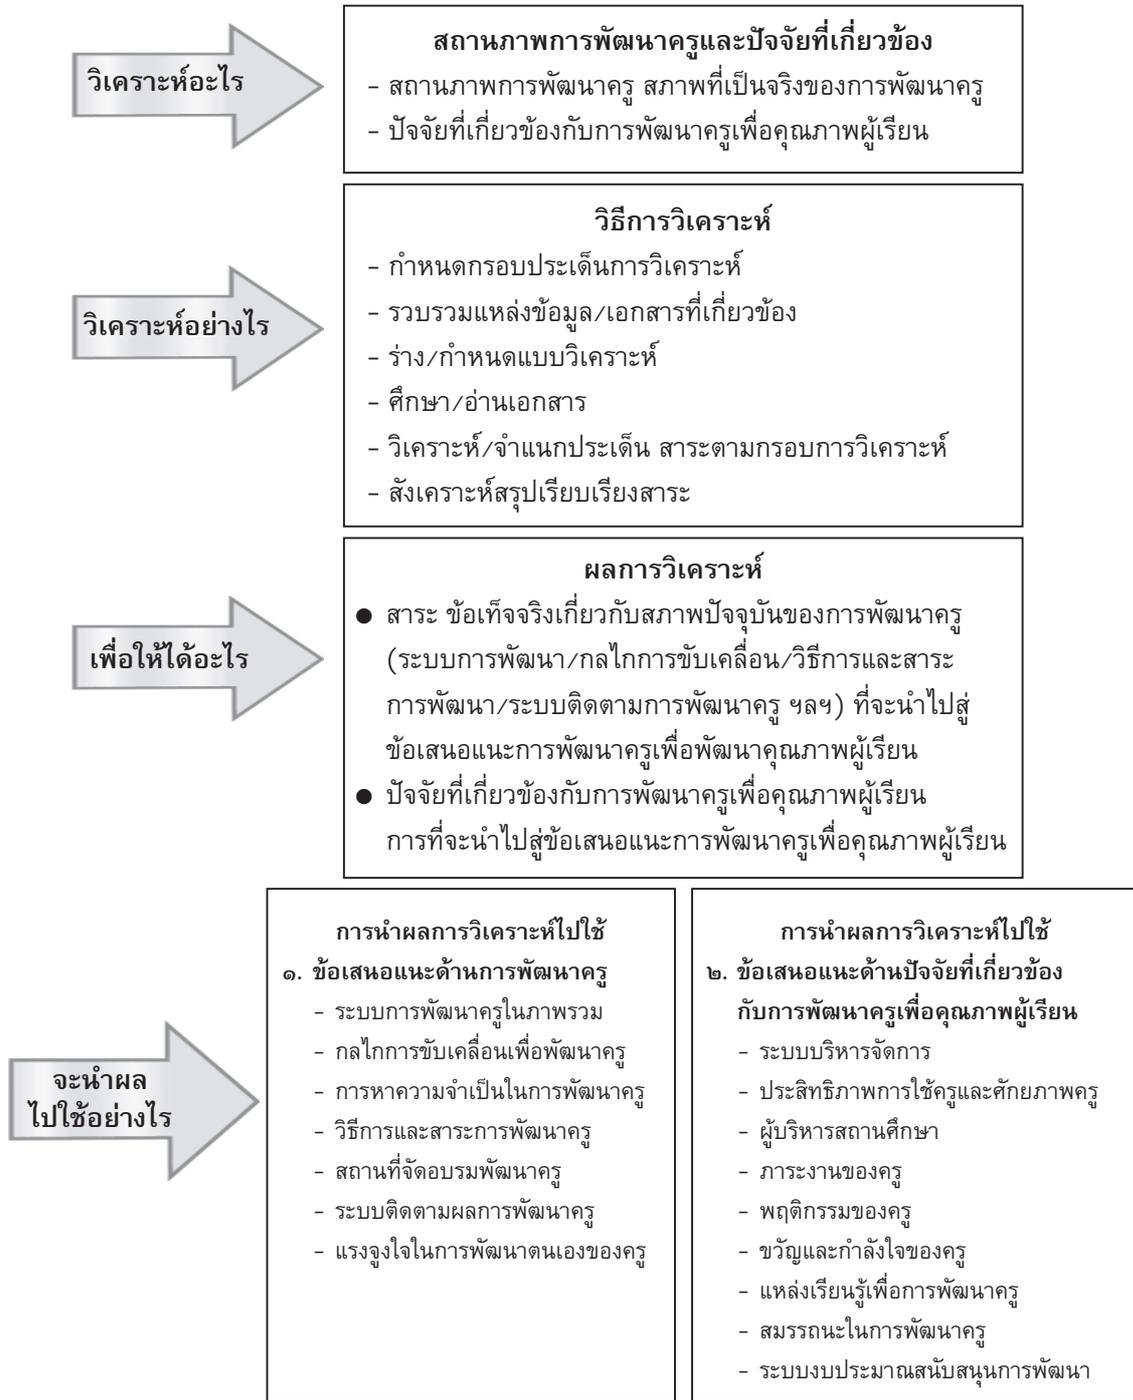 วิเคราะห์อะไร
สถานภาพการพัฒนาครูและปัจจัยที่เกี่ยวข้อง
- สถานภาพการพัฒนาครู สภาพที่เป็นจริงของการพัฒนาครู
- ปัจจัยที่เกี่ยวข้องกับการพัฒนาครูเพื่อคุณภาพผู้เรียน
วิเคราะห์อย่างไร
วิธีการวิเคราะห์
- กำหนดกรอบประเด็นการวิเคราะห์
- รวบรวมแหล่งข้อมูล/เอกสารที่เกี่ยวข้อง
- ร่าง/กำหนดแบบวิเคราะห์
- ศึกษา/อ่านเอกสาร
- วิเคราะห์/จำแนกประเด็น สาระตามกรอบการวิเคราะห์
- สังเคราะห์สรุปเรียบเรียงสาระ
เพื่อให้ได้อะไร
ผลการวิเคราะห์
● สาระ ข้อเท็จจริงเกี่ยวกับสภาพปัจจุบันของการพัฒนาครู
(ระบบการพัฒนา/กลไกการขับเคลื่อน/วิธีการและสาระ
การพัฒนา/ระบบติดตามการพัฒนาครู ฯลฯ) ที่จะนำไปสู่
ข้อเสนอแนะการพัฒนาครูเพื่อพัฒนาคุณภาพผู้เรียน
● ปัจจัยที่เกี่ยวข้องกับการพัฒนาครูเพื่อคุณภาพผู้เรียน
การที่จะนำไปสู่ข้อเสนอแนะการพัฒนาครูเพื่อคุณภาพผู้เรียน
จะนำผล
ไปใช้อย่างไร
การนำผลการวิเคราะห์ไปใช้
๑. ข้อเสนอแนะด้านการพัฒนาครู
- ระบบการพัฒนาครูในภาพรวม
- กลไกการขับเคลื่อนเพื่อพัฒนาครู
- การหาความจำเป็นในการพัฒนาครู
- วิธีการและสาระการพัฒนาครู
- สถานที่จัดอบรมพัฒนาครู
- ระบบติดตามผลการพัฒนาครู
- แรงจูงใจในการพัฒนาตนเองของครู
การนำผลการวิเคราะห์ไปใช้
๒. ข้อเสนอแนะด้านปัจจัยที่เกี่ยวข้อง
กับการพัฒนาครูเพื่อคุณภาพผู้เรียน
- ระบบบริหารจัดการ
- ประสิทธิภาพการใช้ครูและศักยภาพครู
- ผู้บริหารสถานศึกษา
- ภาระงานของครู
- พฤติกรรมของครู
- ขวัญและกำลังใจของครู
- แหล่งเรียนรู้เพื่อการพัฒนาครู
- สมรรถนะในการพัฒนาครู
- ระบบงบประมาณสนับสนุนการพัฒนา